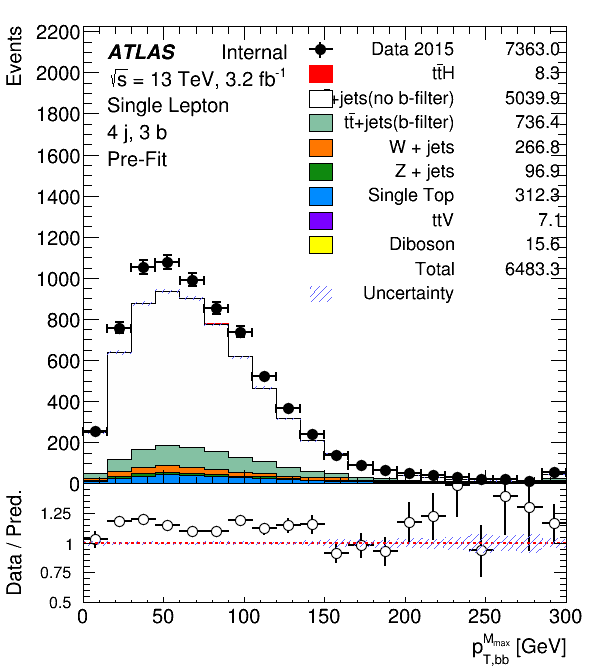 Events
2200
2000
1800
1600
1400
1200
1000
800
600
400
200
0
ATLAS Internal
√s = 13 TeV, 3.2 fb⁻¹
Single Lepton
4 j, 3 b
Pre-Fit
Data 2015 7363.0
tt̄H 8.3
+jets(no b-filter) 5039.9
tt̄+jets(b-filter) 736.4
W + jets 266.8
Z + jets 96.9
Single Top 312.3
ttV 7.1
Diboson 15.6
Total 6483.3
Uncertainty
Data / Pred.
1.25
1
0.75
0.5
0 50 100 150 200 250 300
p_{T,bb}^{M_{max}} [GeV]